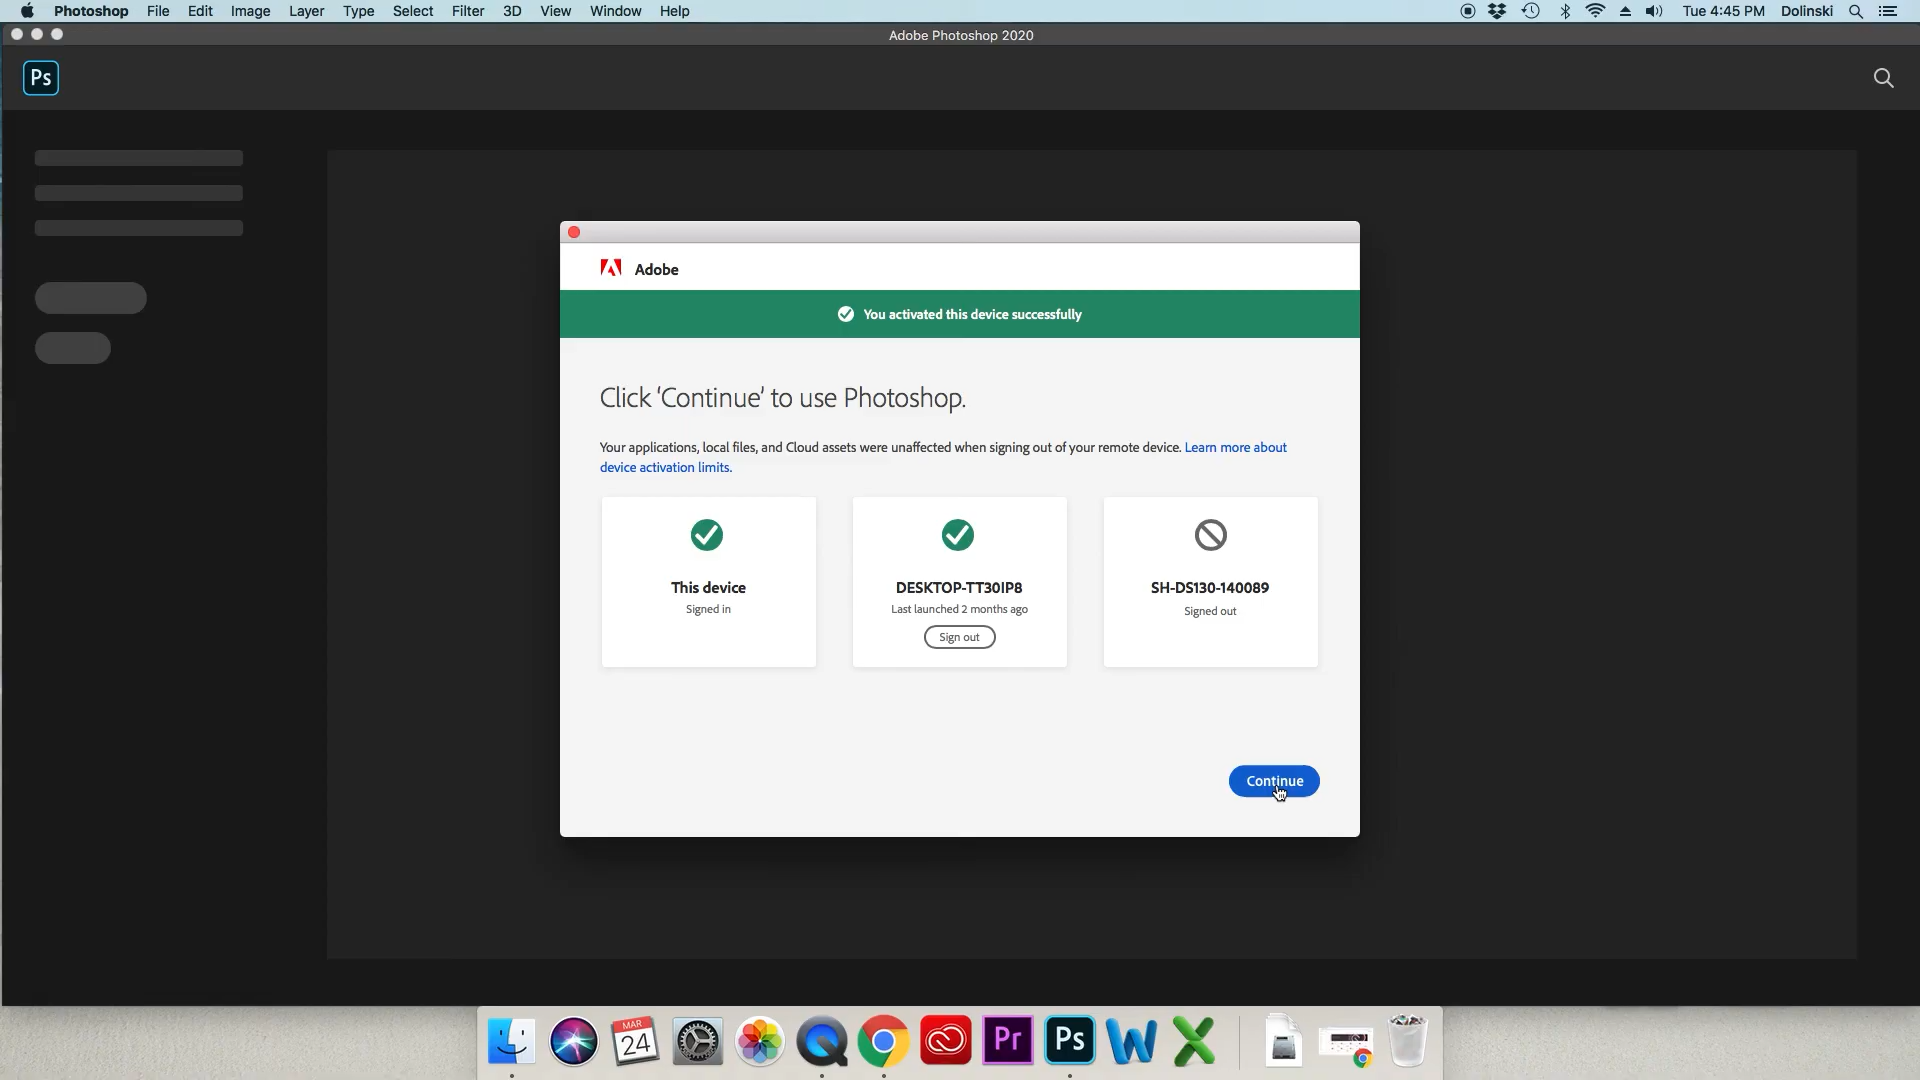 Photoshop File Edit Image Layer Type Select Filter 3D View Window Help Tue 4:45 PM Dolinski
Adobe Photoshop 2020
Ps
Adobe
You activated this device successfully
Click ‘Continue’ to use Photoshop.
Your applications, local files, and Cloud assets were unaffected when signing out of your remote device. Learn more about
device activation limits.
This device
Signed in
DESKTOP-TT30IP8
Last launched 2 months ago
Sign out
SH-DS130-140089
Signed out
Continue
MAR
24
Pr
Ps